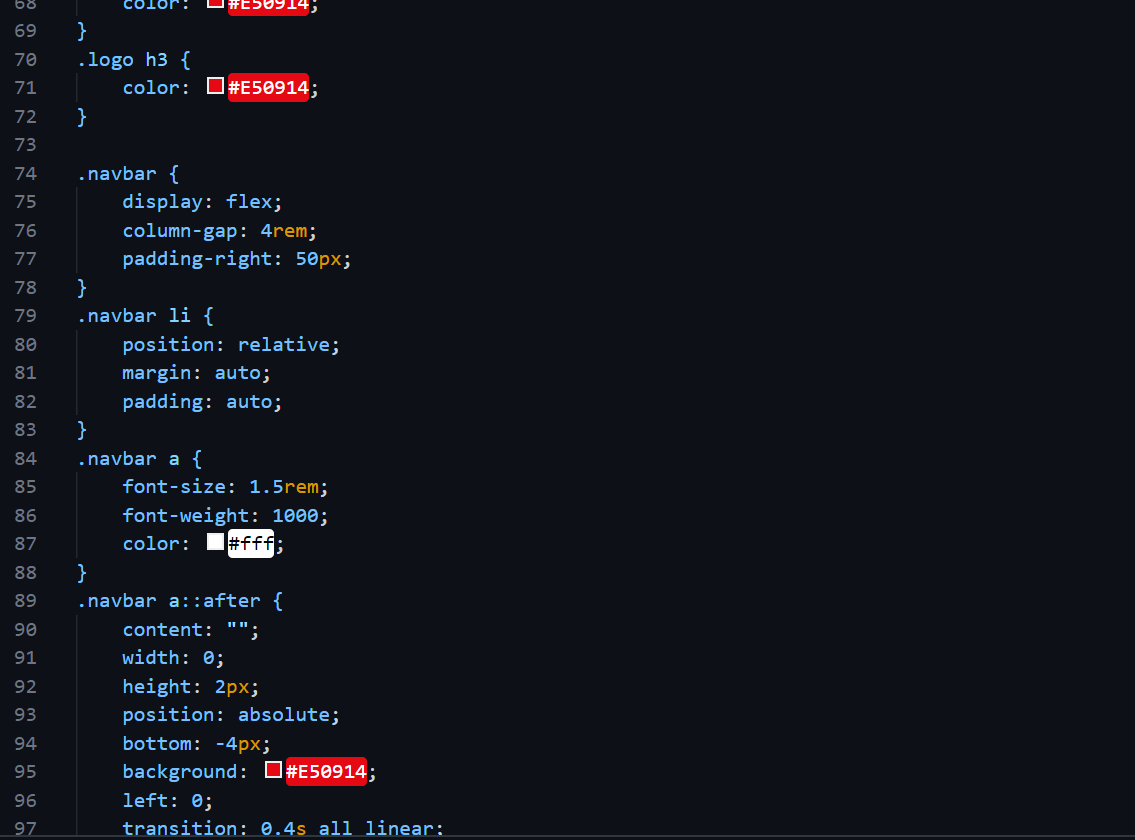 68 color: #E50914;
69 }
70 .logo h3 {
71 color: #E50914;
72 }
73
74 .navbar {
75 display: flex;
76 column-gap: 4rem;
77 padding-right: 50px;
78 }
79 .navbar li {
80 position: relative;
81 margin: auto;
82 padding: auto;
83 }
84 .navbar a {
85 font-size: 1.5rem;
86 font-weight: 1000;
87 color: #fff;
88 }
89 .navbar a::after {
90 content: "";
91 width: 0;
92 height: 2px;
93 position: absolute;
94 bottom: -4px;
95 background: #E50914;
96 left: 0;
97 transition: 0.4s all linear;